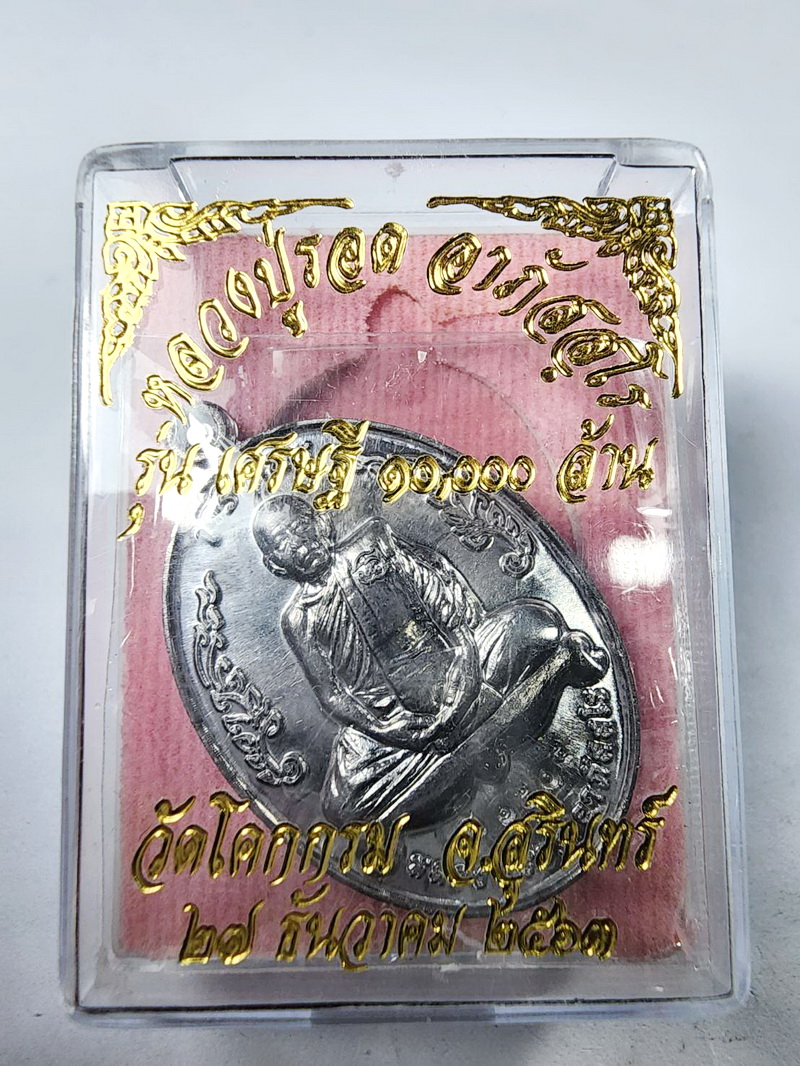 หลวงปู่รอด อาภัสสโร
รุ่น เศรษฐี ๑๐,๐๐๐ ล้าน
วัดโคกกรม จ.สุรินทร์
๒๗ ธันวาคม ๒๕๖๓